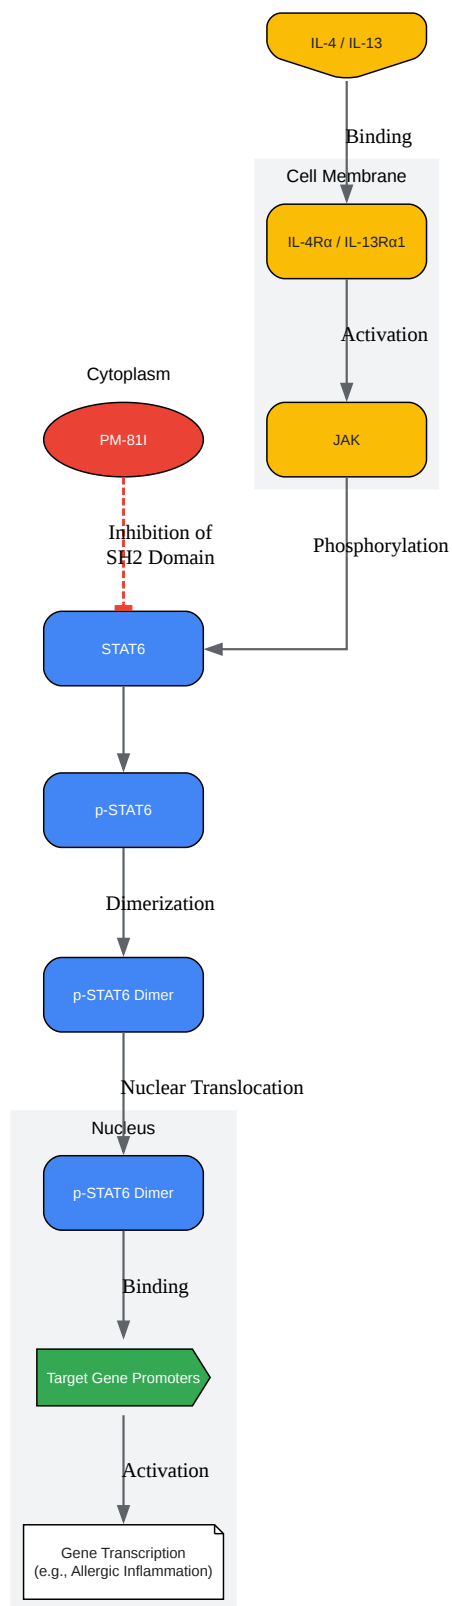 IL-4 / IL-13
Binding
Cell Membrane
IL-4Rα / IL-13Rα1
Activation
Cytoplasm
PM-81I
JAK
Inhibition of
SH2 Domain
Phosphorylation
STAT6
p-STAT6
Dimerization
p-STAT6 Dimer
Nuclear Translocation
Nucleus
p-STAT6 Dimer
Binding
Target Gene Promoters
Activation
Gene Transcription
(e.g., Allergic Inflammation)